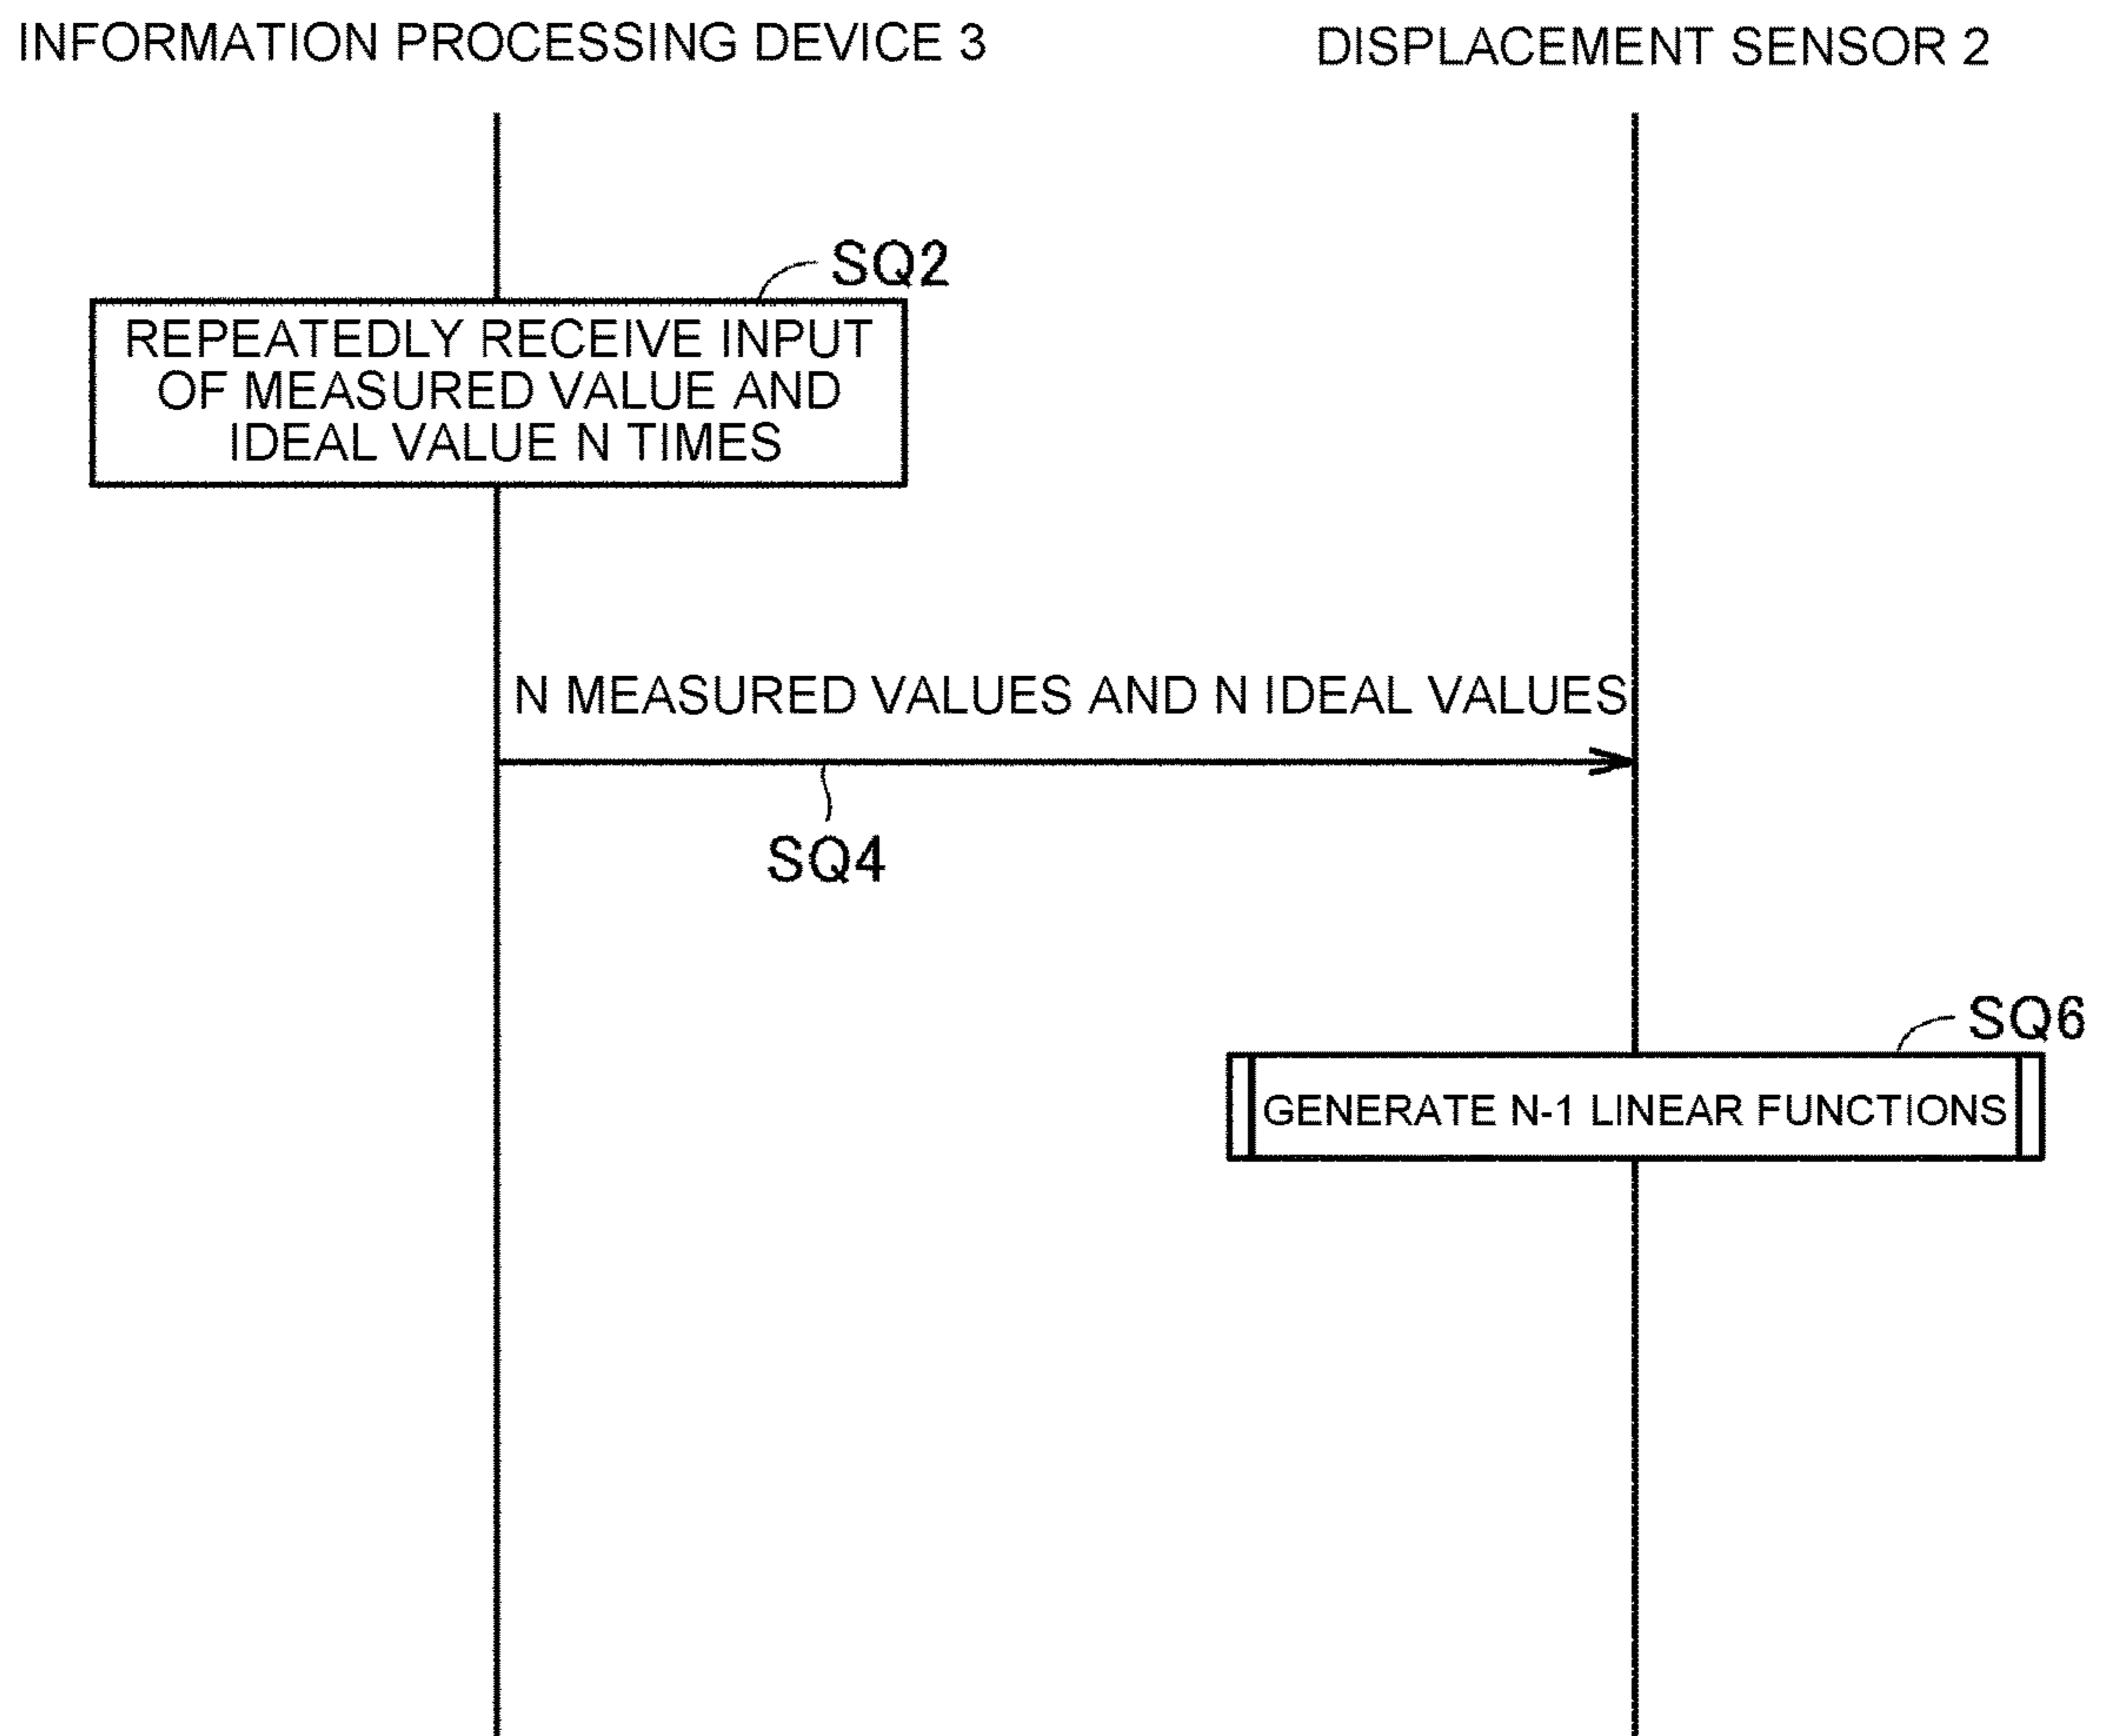 INFORMATION PROCESSING DEVICE 3
DISPLACEMENT SENSOR 2
SQ2
REPEATEDLY RECEIVE INPUT
OF MEASURED VALUE AND
IDEAL VALUE N TIMES
N MEASURED VALUES AND N IDEAL VALUES
SQ4
SQ6
GENERATE N-1 LINEAR FUNCTIONS